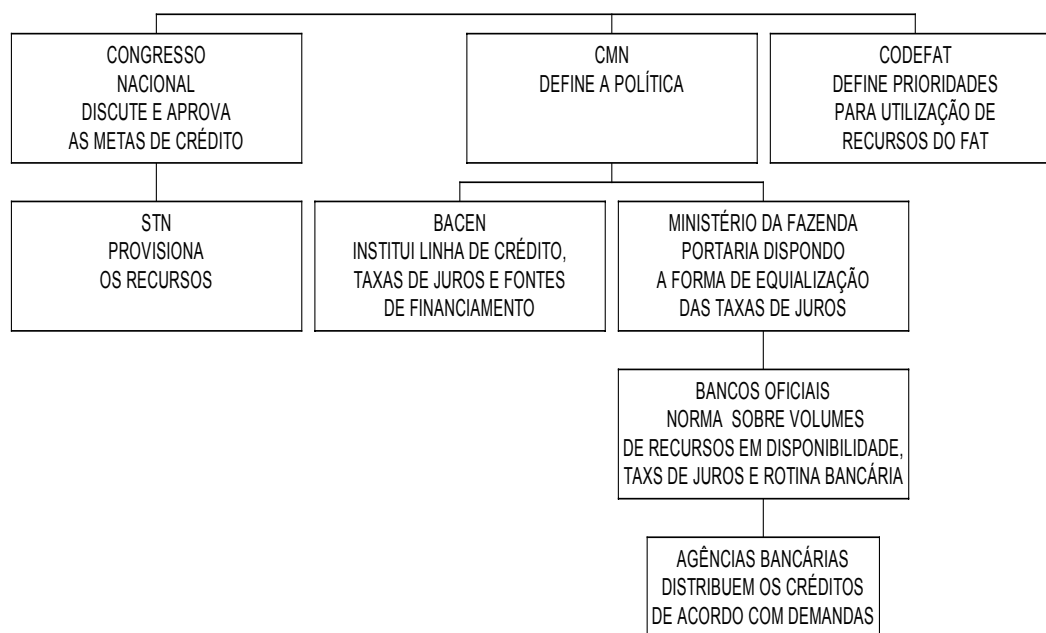 CONGRESSO
NACIONAL
DISCUTE E APROVA
AS METAS DE CRÉDITO
CMN
DEFINE A POLÍTICA
CODEFAT
DEFINE PRIORIDADES
PARA UTILIZAÇÃO DE
RECURSOS DO FAT
STN
PROVISIONA
OS RECURSOS
BACEN
INSTITUI LINHA DE CRÉDITO,
TAXAS DE JUROS E FONTES
DE FINANCIAMENTO
MINISTÉRIO DA FAZENDA
PORTARIA DISPONDO
A FORMA DE EQUIALIZAÇÃO
DAS TAXAS DE JUROS
BANCOS OFICIAIS
NORMA SOBRE VOLUMES
DE RECURSOS EM DISPONIBILIDADE,
TAXS DE JUROS E ROTINA BANCÁRIA
AGÊNCIAS BANCÁRIAS
DISTRIBUEM OS CRÉDITOS
DE ACORDO COM DEMANDAS